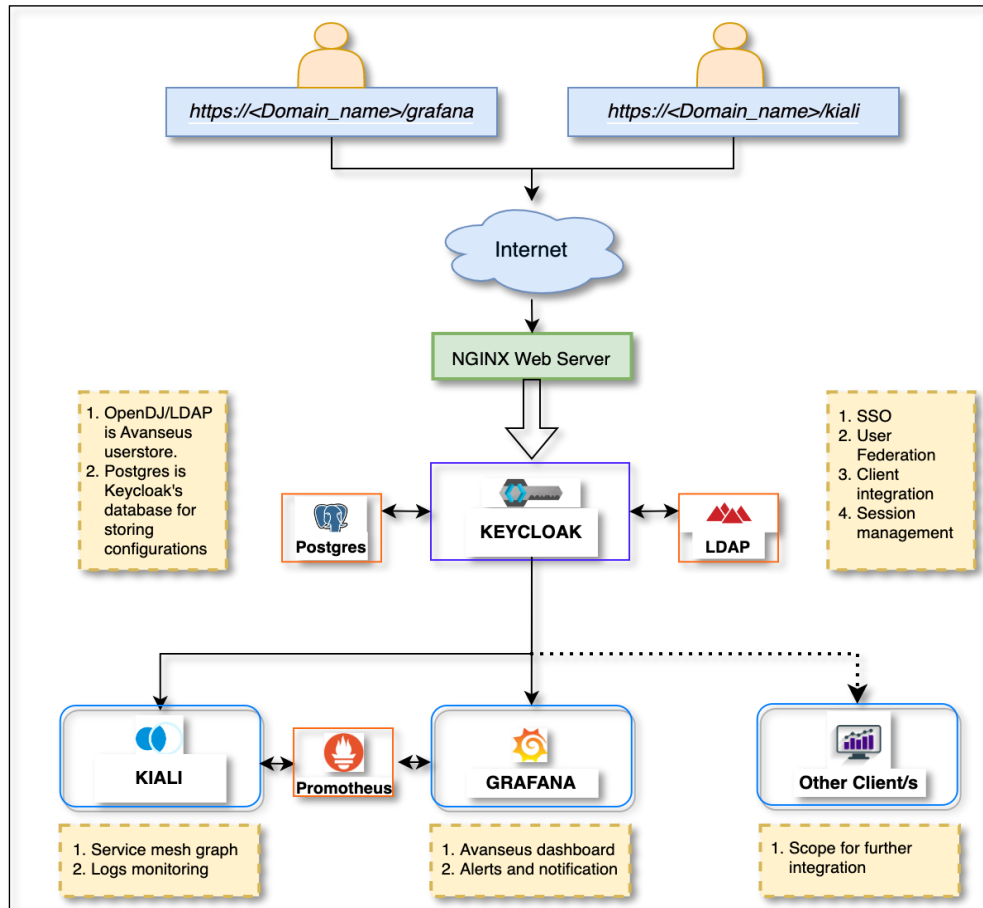 https://<Domain_name>/grafana
https://<Domain_name>/kiali
Internet
NGINX Web Server
1. OpenDJ/LDAP
is Avanseus
userstore.
2. Postgres is
Keycloak's
database for
storing
configurations
Postgres
KEYCLOAK
LDAP
1. SSO
2. User
Federation
3. Client
integration
4. Session
management
KIALI
Promotheus
GRAFANA
Other Client/s
1. Service mesh graph
2. Logs monitoring
1. Avanseus dashboard
2. Alerts and notification
1. Scope for further
integration